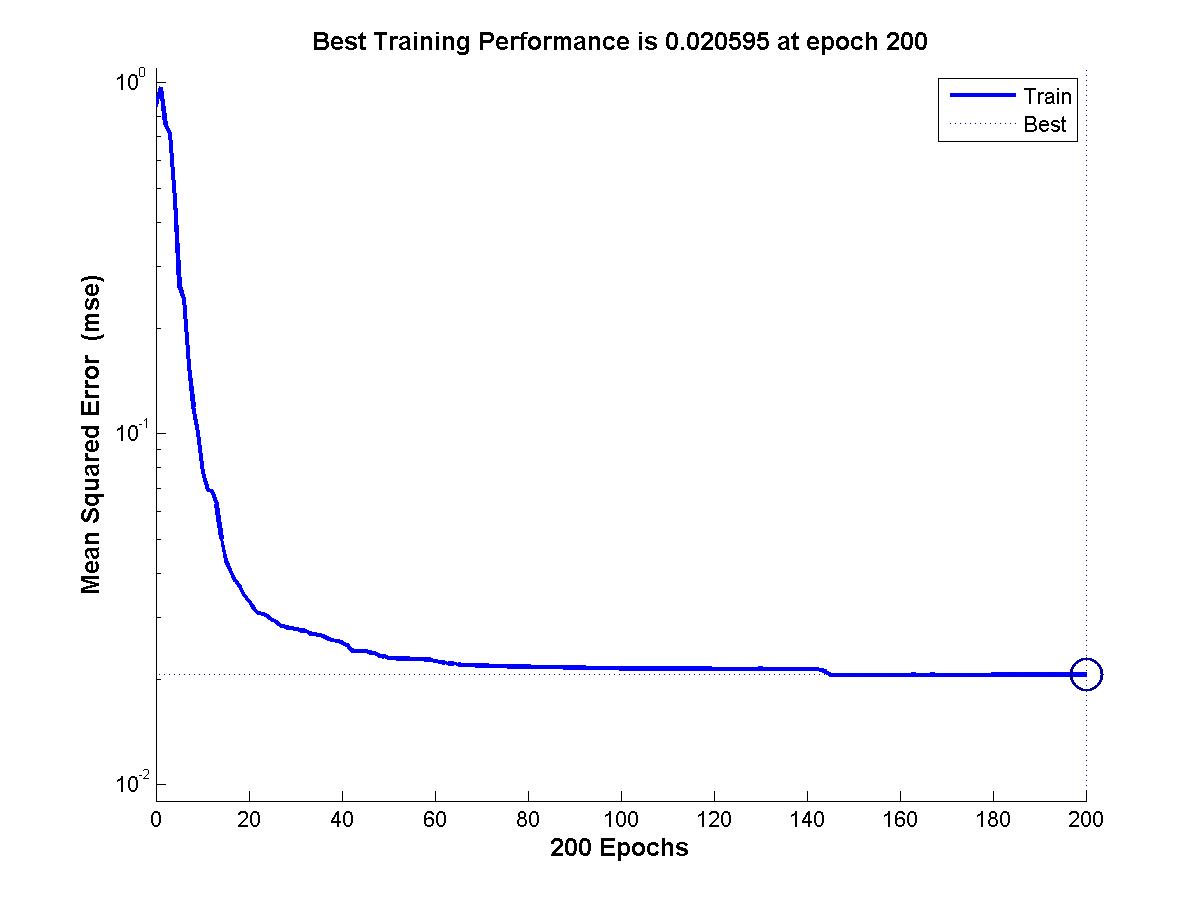 Best Training Performance is 0.020595 at epoch 200
10^0
Train
Best
Mean Squared Error (mse)
10^-1
10^-2
0 20 40 60 80 100 120 140 160 180 200
200 Epochs